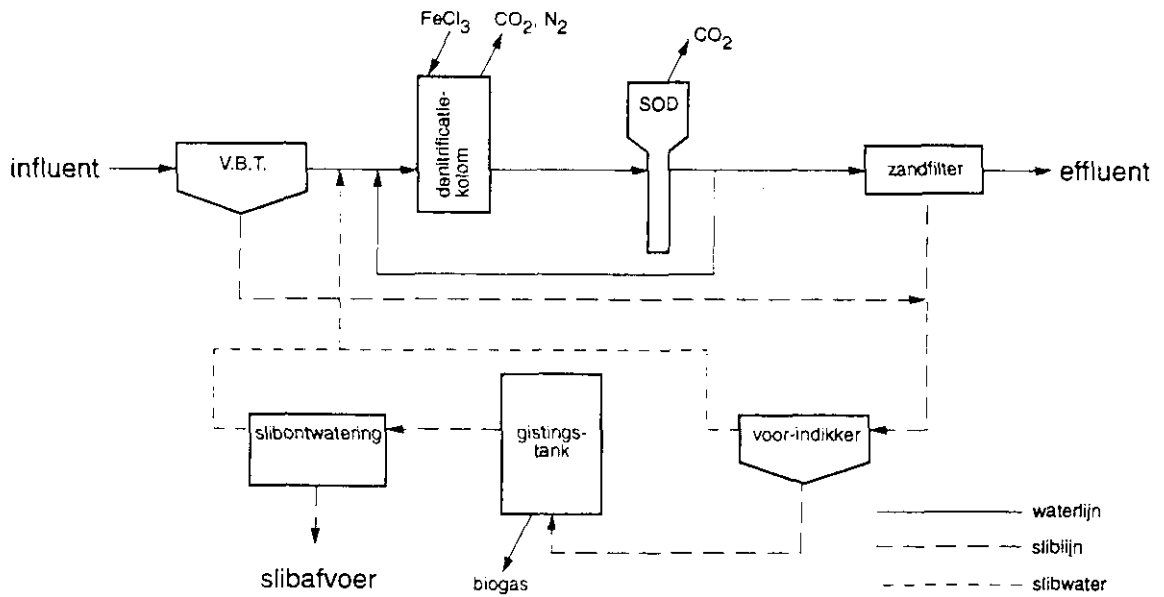 FeCl3
CO2, N2
CO2
SOD
denitrificatie-
kolom
V.B.T.
influent
zandfilter
effluent
slibontwatering
gistings-
tank
voor-indikker
waterlijn
sliblijn
slibwater
slibafvoer
biogas